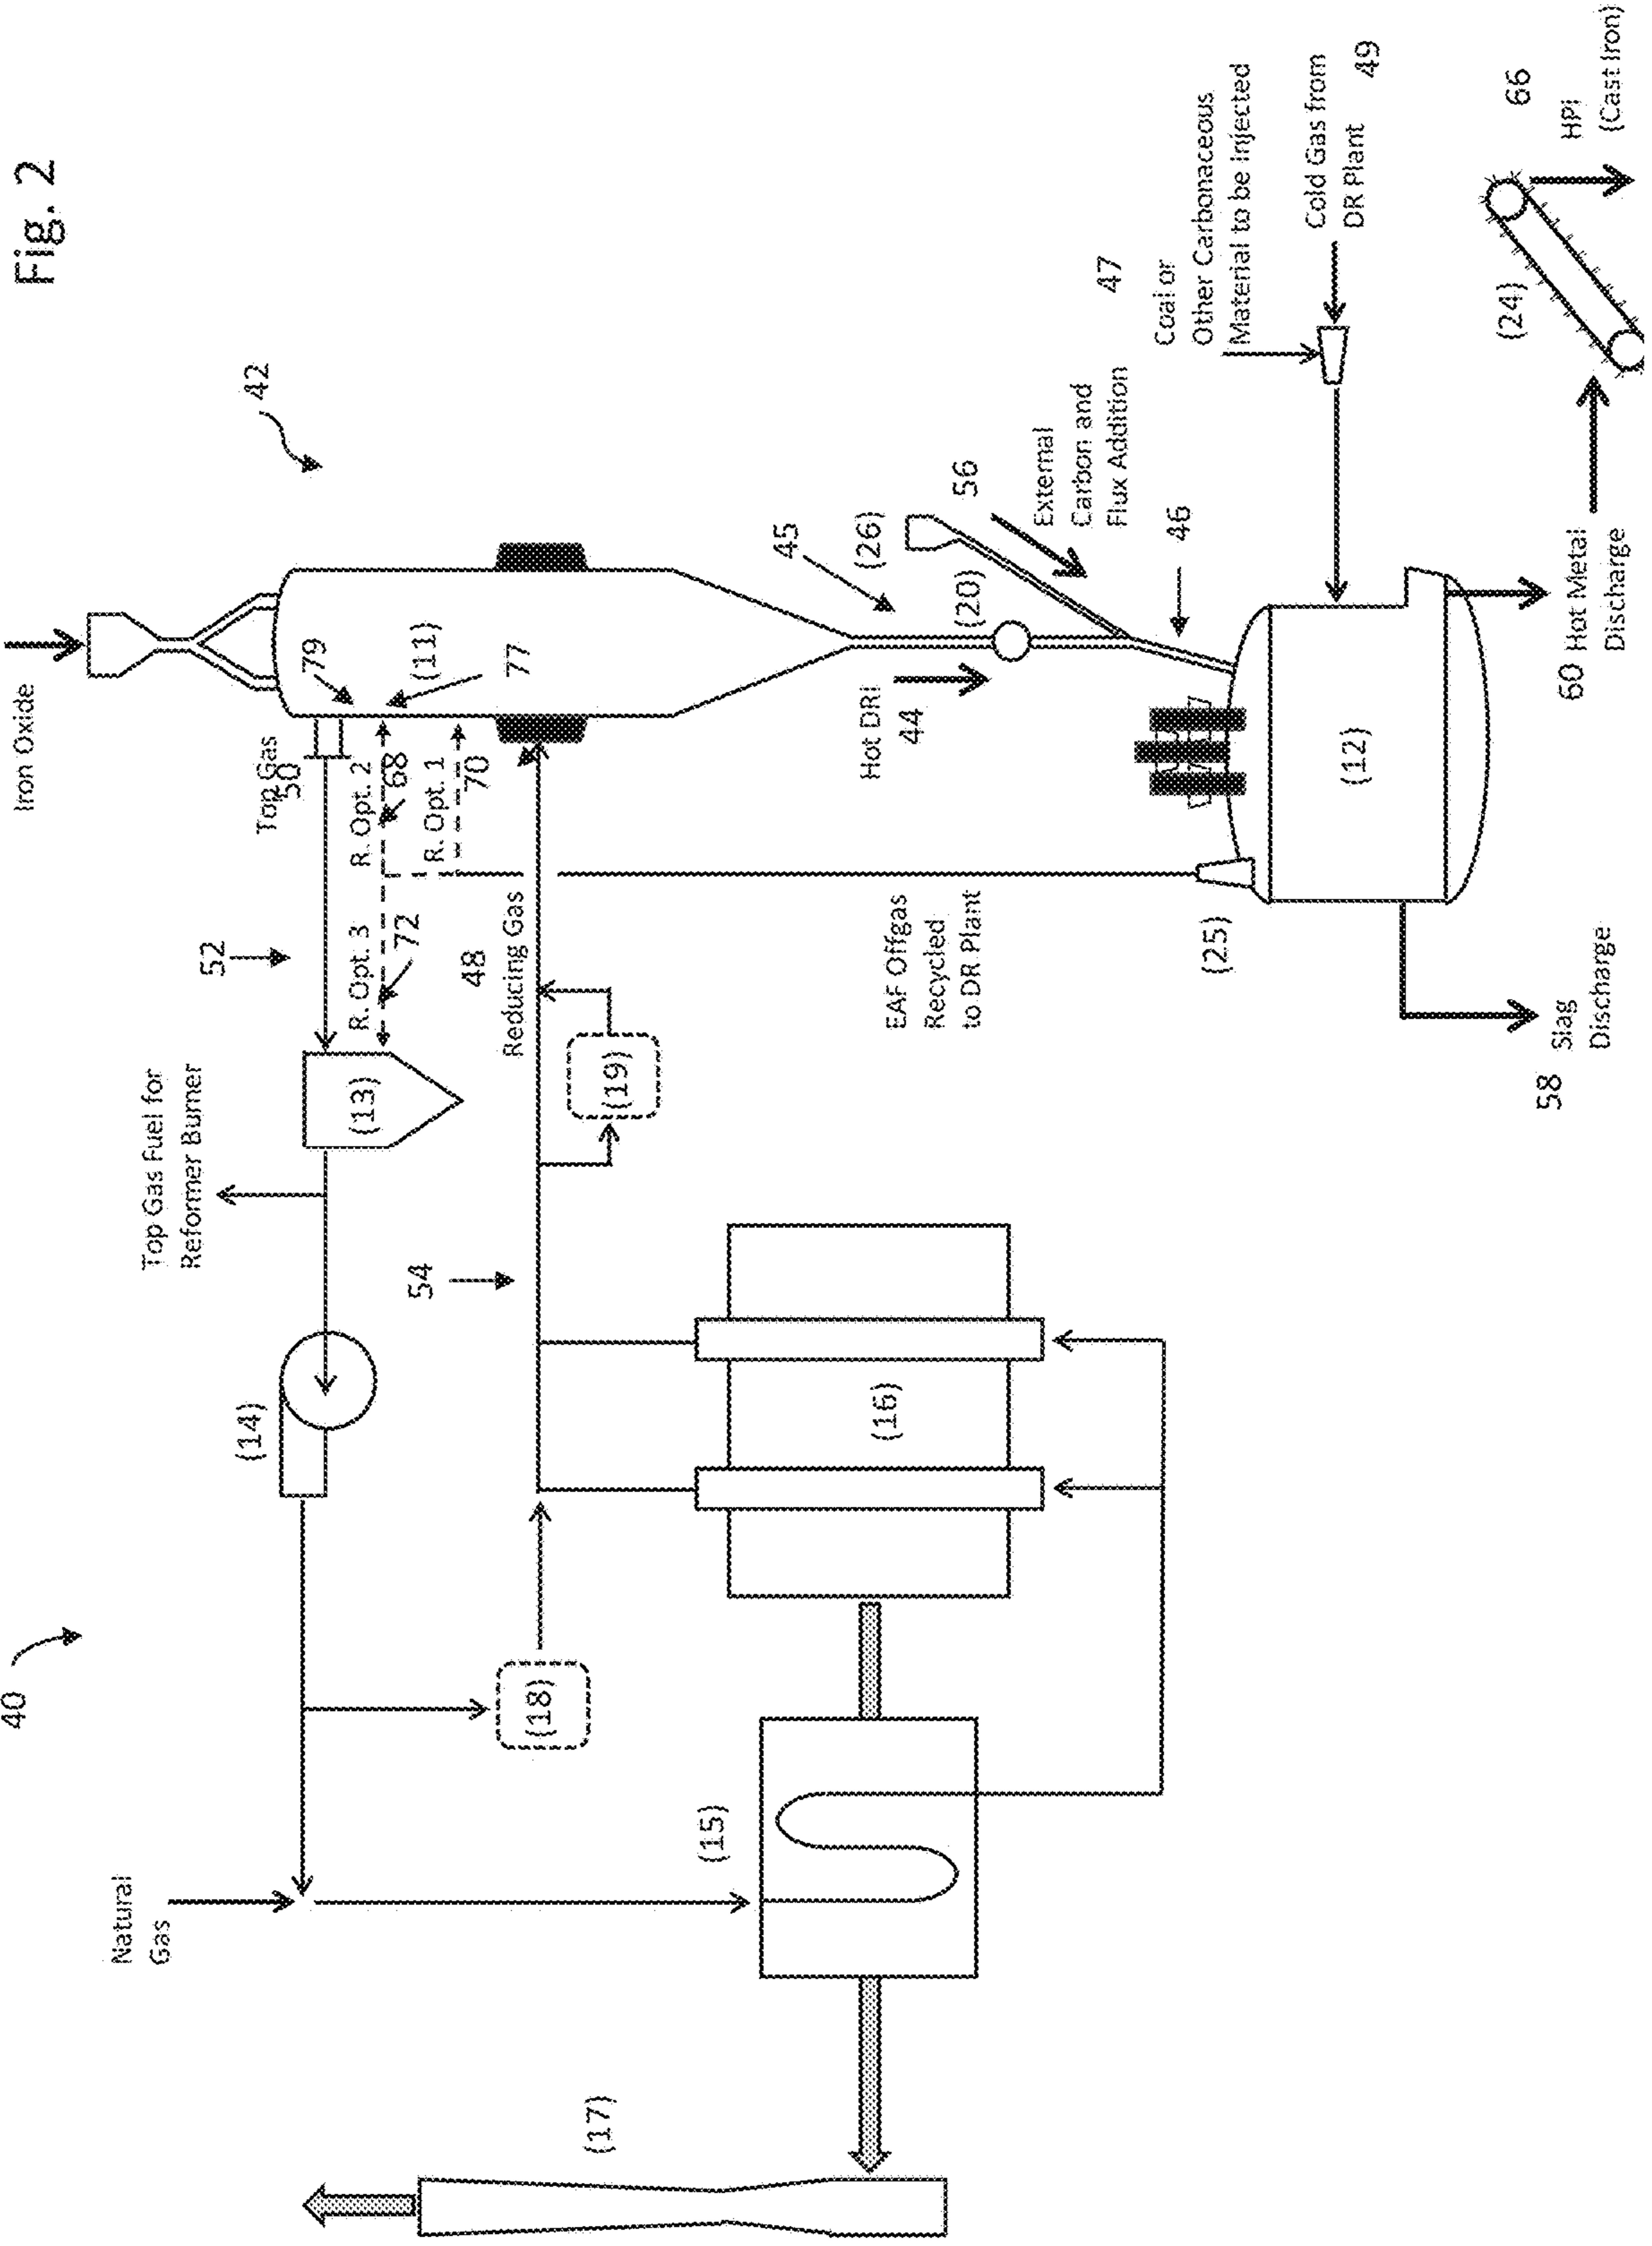 Fig. 2
40
Iron Oxide
Natural
Gas
Top Gas Fuel for
Reformer Burner
42
(14)
52
Top Gas
50
79
R. Opt. 3
R. Opt. 2
72
68
(13)
(11)
54
R. Opt. 1
70
48
77
Reducing Gas
(18)
(19)
(17)
(15)
(16)
45
(26)
Hot DRI
44
(20)
56
External
Carbon and
Flux Addition
EAF Offgas
Recycled
to DR Plant
46
47
Coal or
Other Carbonaceous
Material to be Injected
(25)
(12)
Cold Gas from
DR Plant
49
58
Slag
Discharge
60 Hot Metal
Discharge
(24)
66
HPI
(Cast Iron)